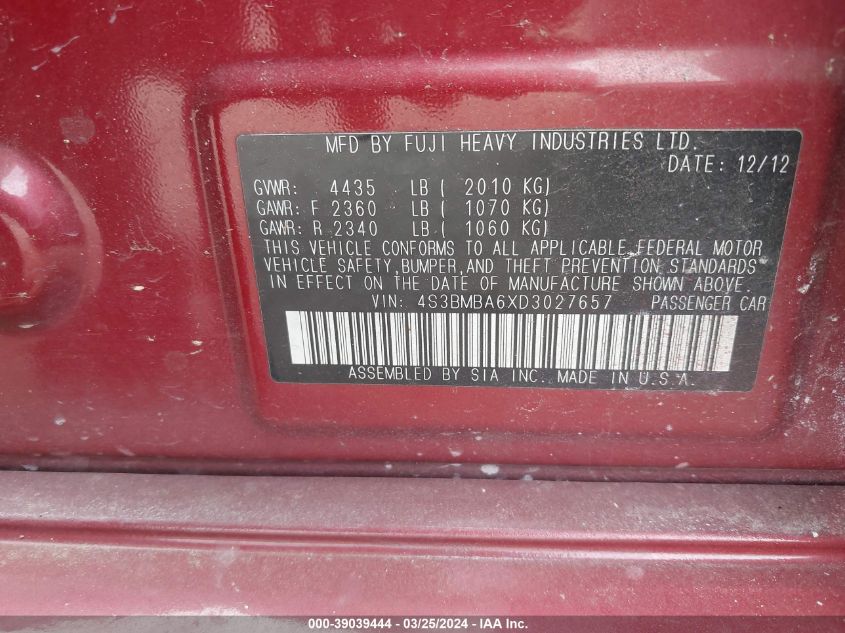 MFD BY FUJI HEAVY INDUSTRIES LTD.
DATE: 12/12
GVWR: 4435 LB ( 2010 KG)
GAWR: F 2360 LB ( 1070 KG)
GAWR: R 2340 LB ( 1060 KG)
THIS VEHICLE CONFORMS TO ALL APPLICABLE FEDERAL MOTOR
VEHICLE SAFETY, BUMPER, AND THEFT PREVENTION STANDARDS
IN EFFECT ON THE DATE OF MANUFACTURE SHOWN ABOVE.
VIN: 4S3BMBA6XD3027657 PASSENGER CAR
ASSEMBLED BY SIA INC. MADE IN U.S.A.
000-39039444 - 03/25/2024 - IAAI.COM